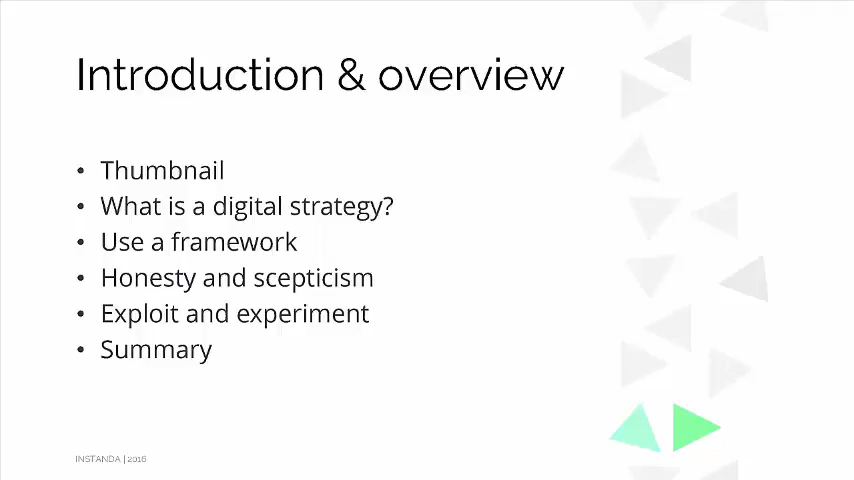 Introduction & overview
• Thumbnail
• What is a digital strategy?
• Use a framework
• Honesty and scepticism
• Exploit and experiment
• Summary
INSTANDA | 2016